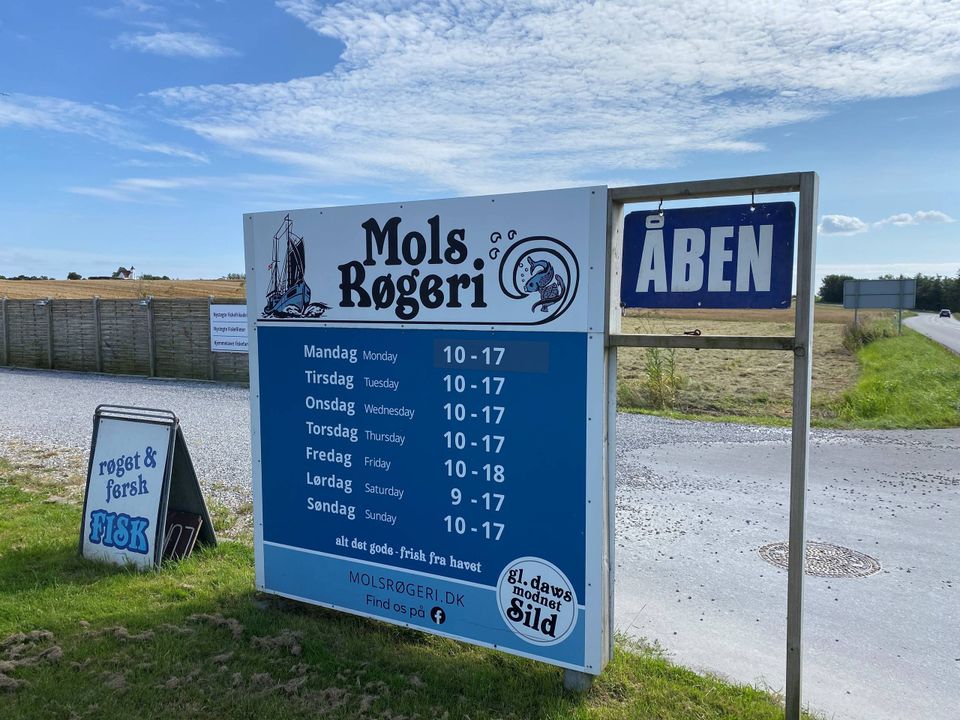 Mols
Røgeri
ÅBEN
Mandag Monday 10 - 17
Tirsdag Tuesday 10 - 17
Onsdag Wednesday 10 - 17
Torsdag Thursday 10 - 17
Fredag Friday 10 - 18
Lørdag Saturday 9 - 17
Søndag Sunday 10 - 17
alt det gode - frisk fra havet
MOLSRØGERI.DK
Find os på
gl. daws
modnet
Sild
røget &
fersk
FISK